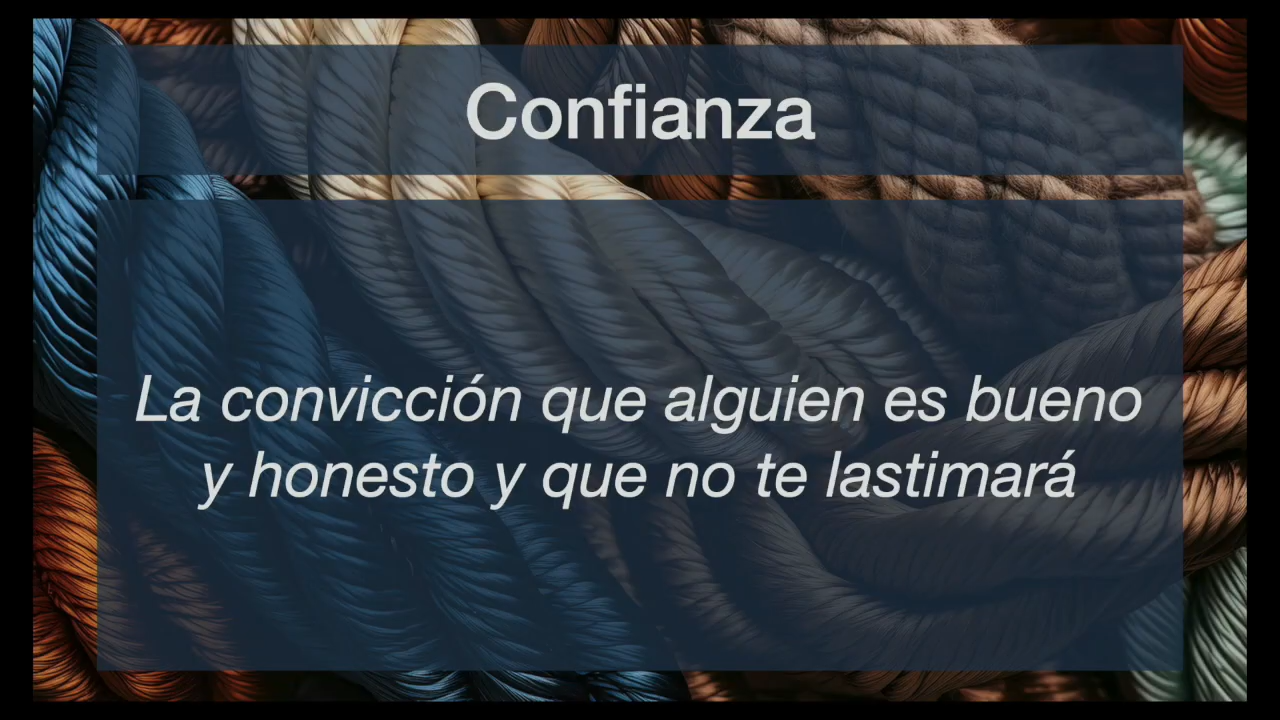 Confianza
La convicción que alguien es bueno
y honesto y que no te lastimará